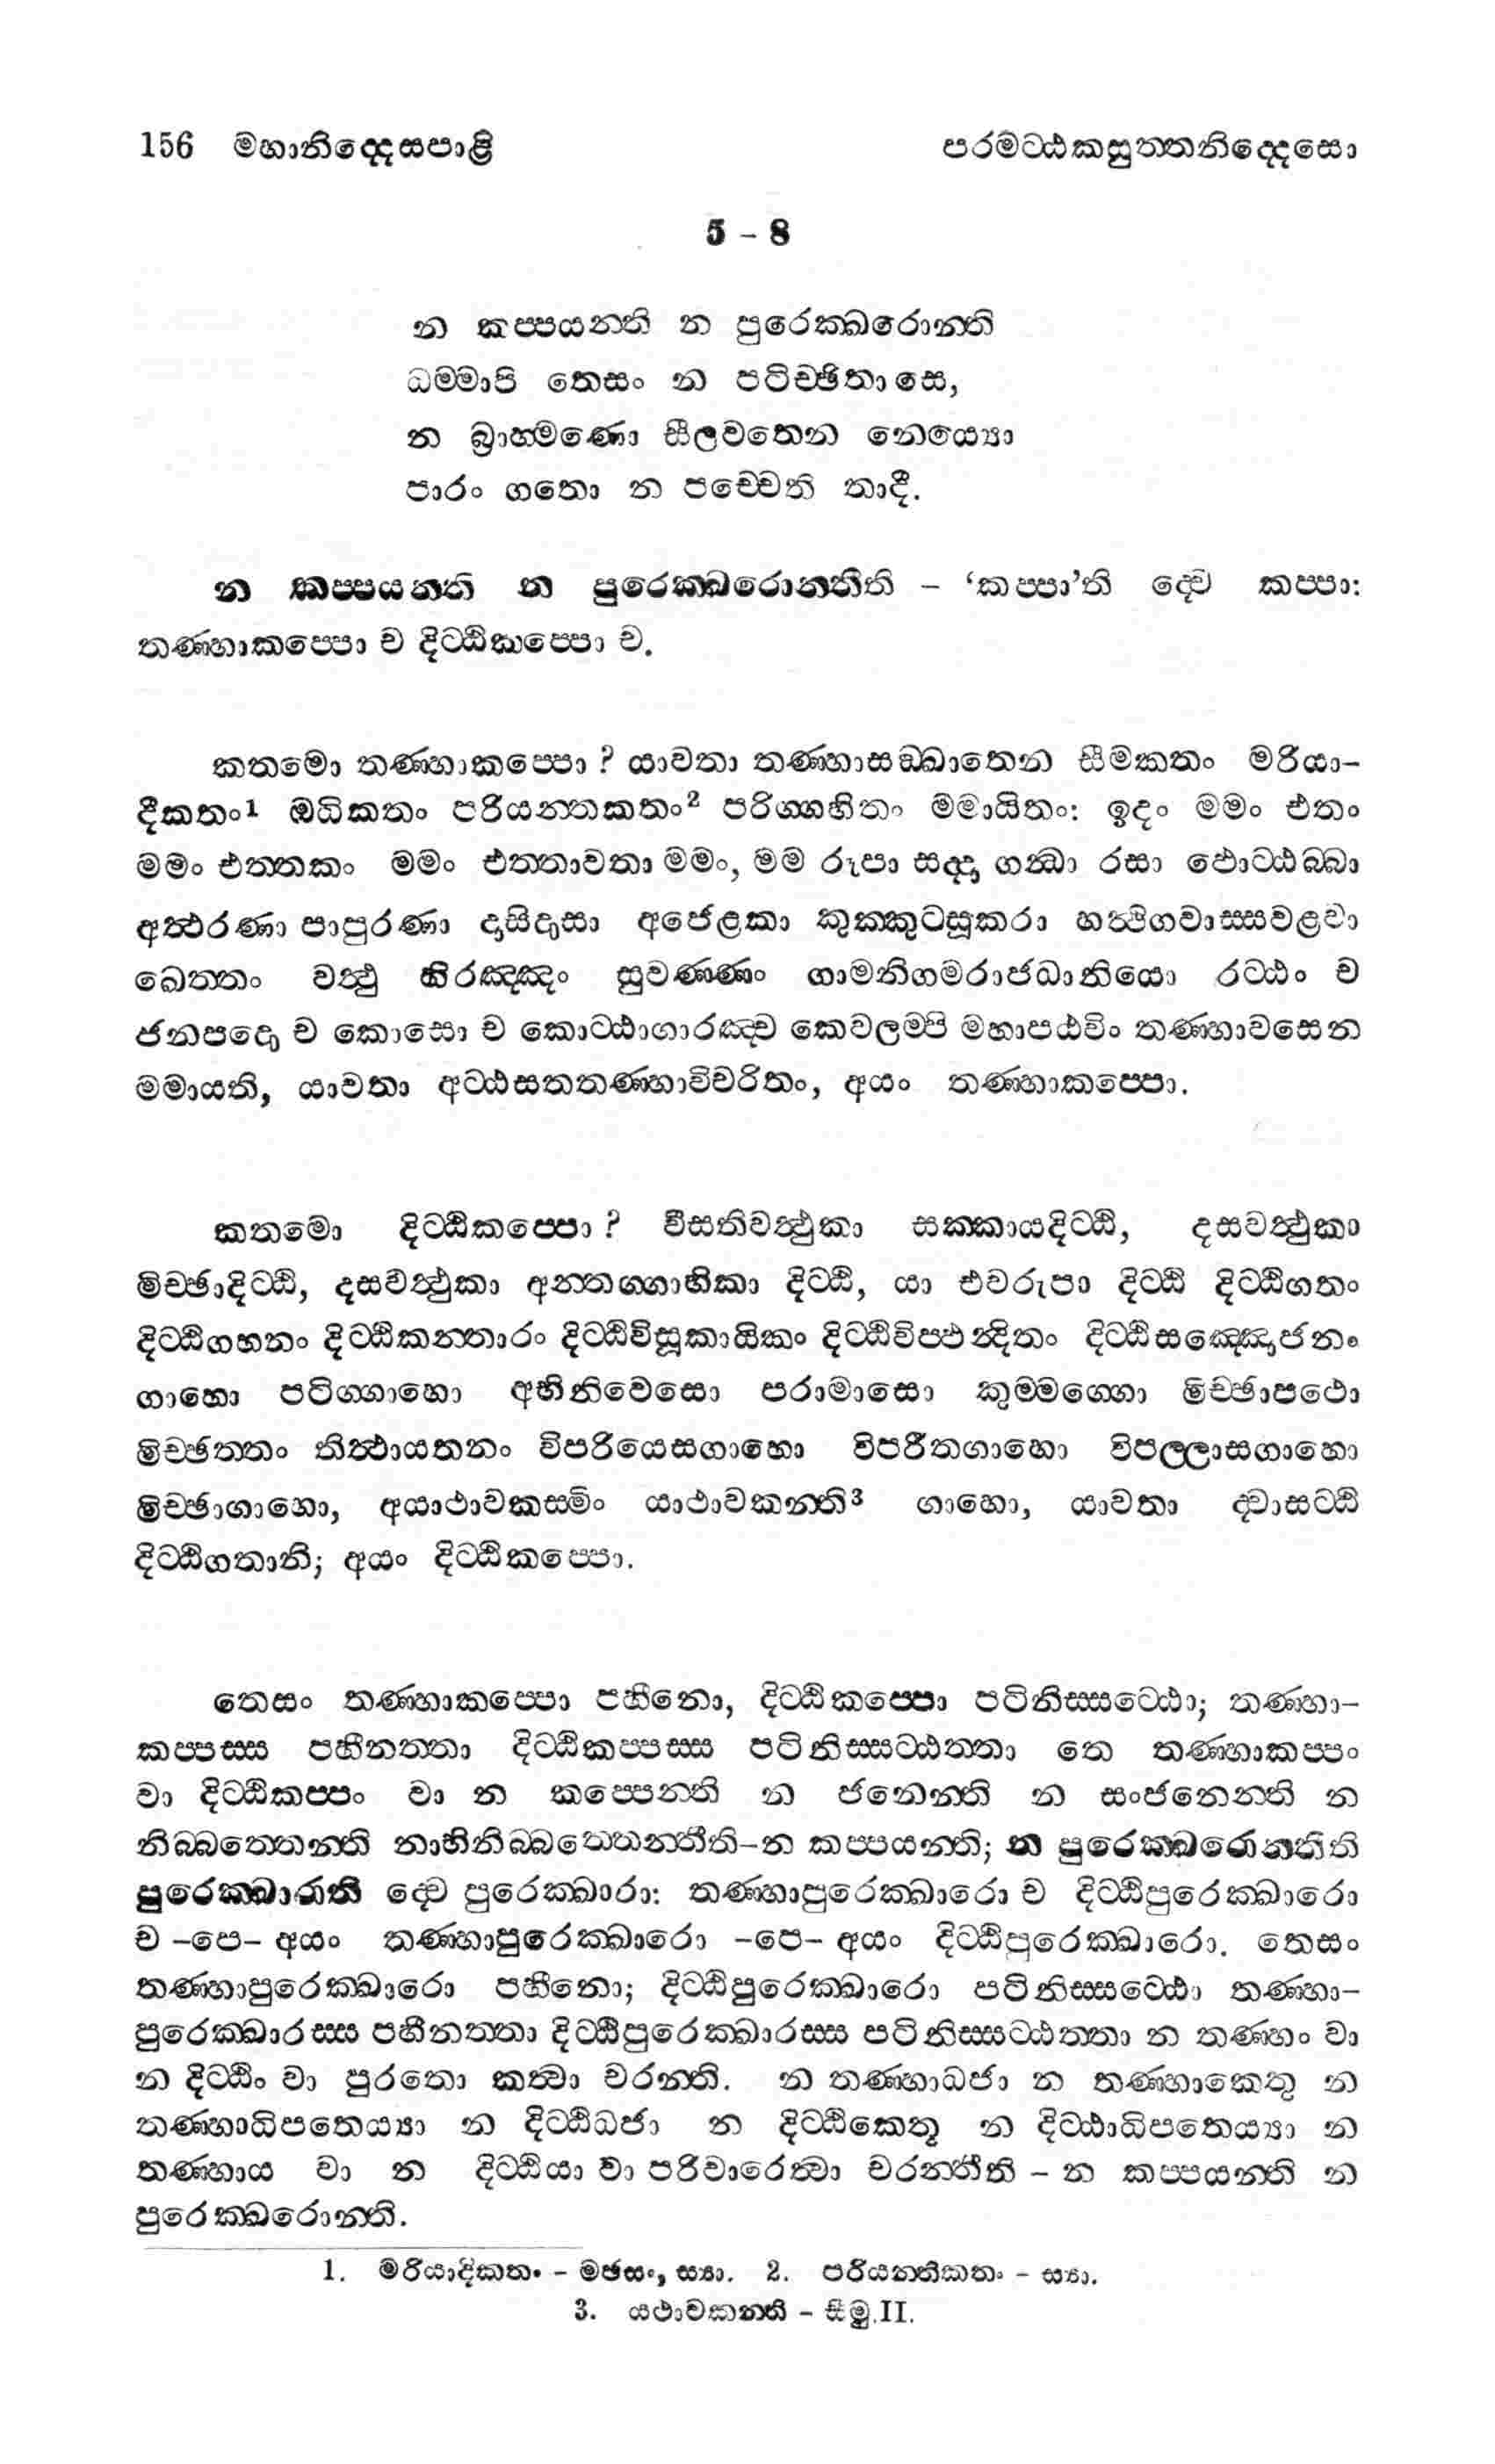 156 මහානිද්දෙසපාළි පරමට්ඨකසුත්තනිද්දෙසො
5 - 8
න කප්පයන්ති න පුරෙක්ඛරොන්ති
ධම්මාපි තෙසං න පටිච්ඡිතාසෙ,
න බ්‍රාහ්මණො සීලවතෙන නෙය්‍යො
පාරං ගතො න පච්චෙති තාදී.
න කප්පයන්ති න පුරෙක්ඛරොන්තීති – ‘කප්පා’ති ද්වෙ කප්පා:
තණ්හාකප්පො ච දිට්ඨිකප්පො ච.
කතමො තණ්හාකප්පො? යාවතා තණ්හාසඞ්ඛාතෙන සීමකතං මරියා-
දීකතං1 ඔධිකතං පරියන්තකතං2 පරිග්ගහිතං මමායිතං: ඉදං මමං එතං
මමං එත්තකං මමං එත්තාවතා මමං, මම රූපා සද්දා ගන්ධා රසා ඵොට්ඨබ්බා
අත්ථරණා පාපුරණා දාසිදාසා අජෙළකා කුක්කුටසූකරා හත්ථිගවාස්සවළවා
ඛෙත්තං වත්ථු හිරඤ්ඤං සුවණ්ණං ගාමනිගමරාජධානියො රට්ඨං ච
ජනපදො ච කොසො ච කොට්ඨාගාරඤ්ච කෙවලම්පි මහාපඨවිං තණ්හාවසෙන
මමායති, යාවතා අට්ඨසතතණ්හාවිචරිතං, අයං තණ්හාකප්පො.
කතමො දිට්ඨිකප්පො? වීසතිවත්ථුකා සක්කායදිට්ඨි, දසවත්ථුකා
මිච්ඡාදිට්ඨි, දසවත්ථුකා අන්තග්ගාහිකා දිට්ඨි, යා එවරුපා දිට්ඨි දිට්ඨිගතං
දිට්ඨිගහනං දිට්ඨිකන්තාරං දිට්ඨිවිසූකායිකං දිට්ඨිවිප්ඵන්දිතං දිට්ඨිසඤ්ඤොජනං
ගාහො පටිග්ගාහො අභිනිවෙසො පරාමාසො කුම්මග්ගො මිච්ඡාපථො
මිච්ඡත්තං තිත්ථායතනං විපරියෙසගාහො විපරීතගාහො විපල්ලාසගාහො
මිච්ඡාගාහො, අයාථාවකස්මිං යාථාවකන්ති3 ගාහො, යාවතා ද්වාසට්ඨි
දිට්ඨිගතානි; අයං දිට්ඨිකප්පො.
තෙසං තණ්හාකප්පො පහීනො, දිට්ඨිකප්පො පටිනිස්සට්ඨො; තණ්හා-
කප්පස්ස පහීනත්තා දිට්ඨිකප්පස්ස පටිනිස්සට්ඨත්තා තෙ තණ්හාකප්පං
වා දිට්ඨිකප්පං වා න කප්පෙන්ති න ජනෙන්ති න සංජනෙන්ති න
නිබ්බත්තෙන්ති නාභිනිබ්බත්තෙන්තීති–න කප්පයන්ති; න පුරෙක්ඛරොන්තීති
පුරෙක්ඛාරාති ද්වෙ පුරෙක්ඛාරා: තණ්හාපුරෙක්ඛාරො ච දිට්ඨිපුරෙක්ඛාරො
ච –පෙ– අයං තණ්හාපුරෙක්ඛාරො –පෙ– අයං දිට්ඨිපුරෙක්ඛාරො. තෙසං
තණ්හාපුරෙක්ඛාරො පහීනො; දිට්ඨිපුරෙක්ඛාරො පටිනිස්සට්ඨො තණ්හා-
පුරෙක්ඛාරස්ස පහීනත්තා දිට්ඨිපුරෙක්ඛාරස්ස පටිනිස්සට්ඨත්තා න තණ්හං වා
න දිට්ඨිං වා පුරතො කත්වා චරන්ති. න තණ්හාධජා න තණ්හාකෙතු න
තණ්හාධිපතෙය්‍යා න දිට්ඨිධජා න දිට්ඨිකෙතූ න දිට්ඨාධිපතෙය්‍යා න
තණ්හාය වා න දිට්ඨියා වා පරිවාරෙත්වා චරන්තීති – න කප්පයන්ති න
පුරෙක්ඛරොන්ති.
1. මරියාදිකතං – මඡසං, ස්‍යා. 2. පරියන්තිකතං – ස්‍යා.
3. යථාවකන්ති – සීමු.II.